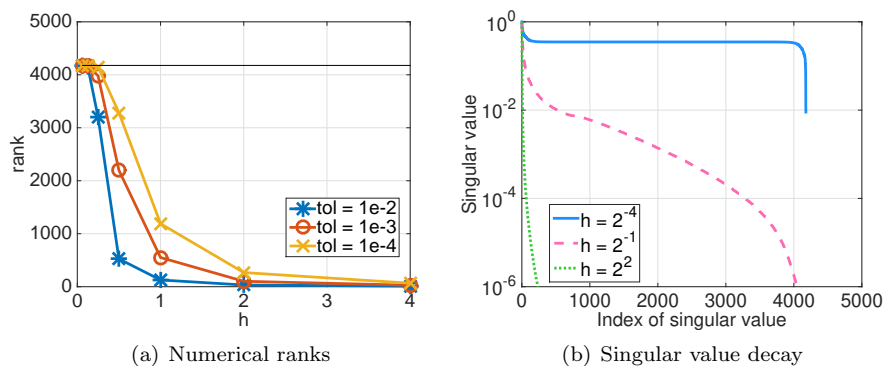 5000
4000
3000
2000
1000
0
rank
0 1 2 3 4
h
tol = 1e-2
tol = 1e-3
tol = 1e-4
(a) Numerical ranks
10^0
10^-2
10^-4
10^-6
Singular value
0 1000 2000 3000 4000 5000
Index of singular value
h = 2^-4
h = 2^-1
h = 2^2
(b) Singular value decay